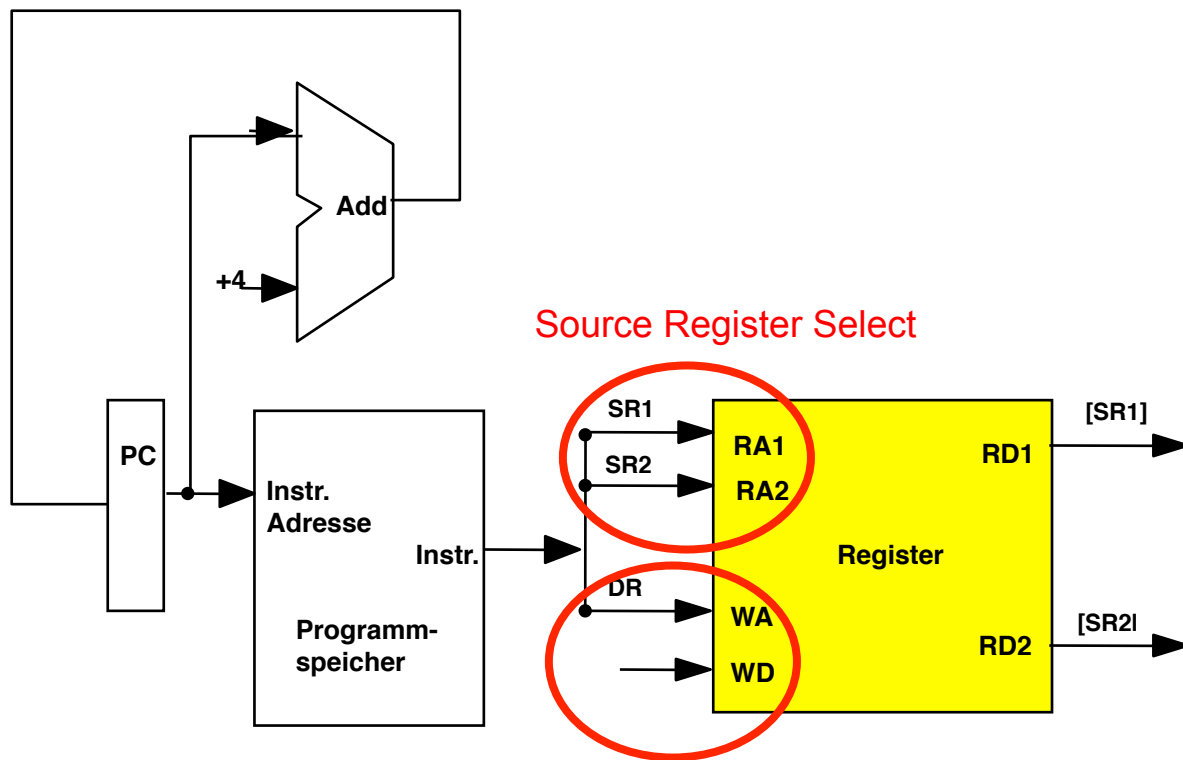 Add
+4
Source Register Select
PC
Instr.
Adresse
Instr.
Programm-
speicher
SR1
SR2
DR
RA1
RA2
WA
WD
Register
RD1
RD2
[SR1]
[SR2l